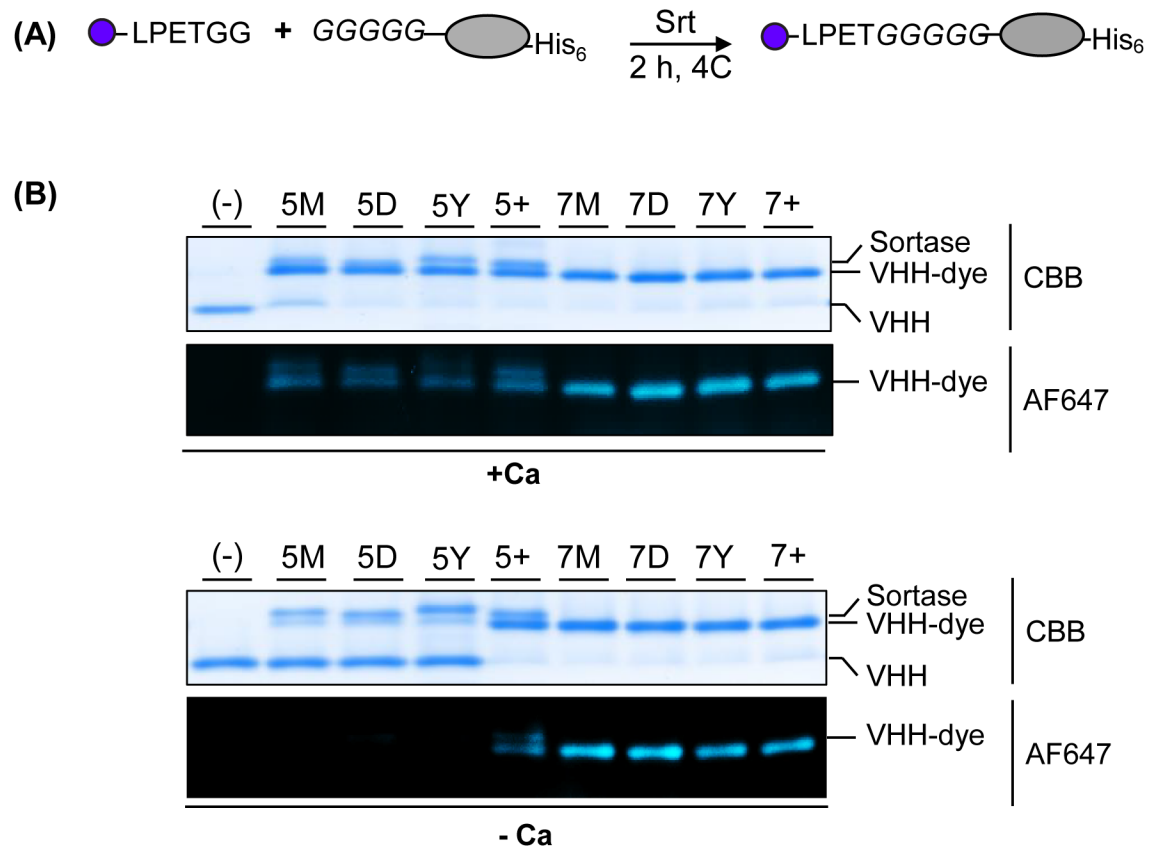 (A) LPETGG + GGGGG His6 Srt LPETGGGGG His6
2 h, 4C
(B)
(-) 5M 5D 5Y 5+ 7M 7D 7Y 7+
Sortase
VHH-dye
CBB
VHH
VHH-dye
AF647
+Ca
(-) 5M 5D 5Y 5+ 7M 7D 7Y 7+
Sortase
VHH-dye
CBB
VHH
VHH-dye
AF647
- Ca